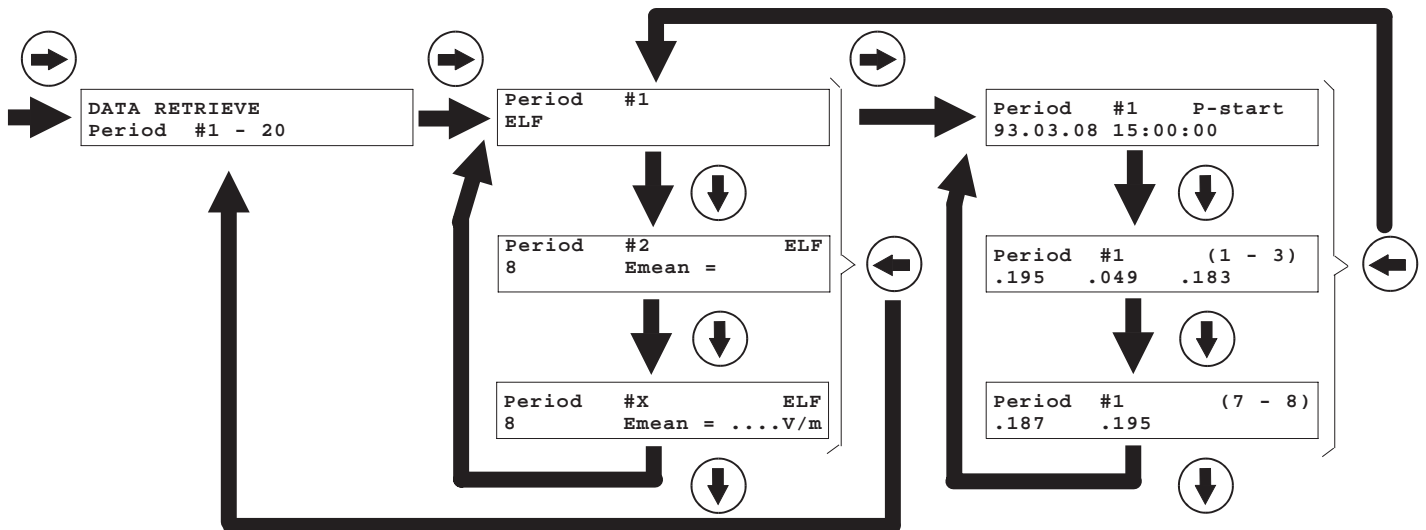 DATA RETRIEVE
Period #1 - 20
Period #1
ELF
Period #2 ELF
8 Emean =
Period #X ELF
8 Emean = ....V/m
Period #1 P-start
93.03.08 15:00:00
Period #1 (1 - 3)
.195 .049 .183
Period #1 (7 - 8)
.187 .195